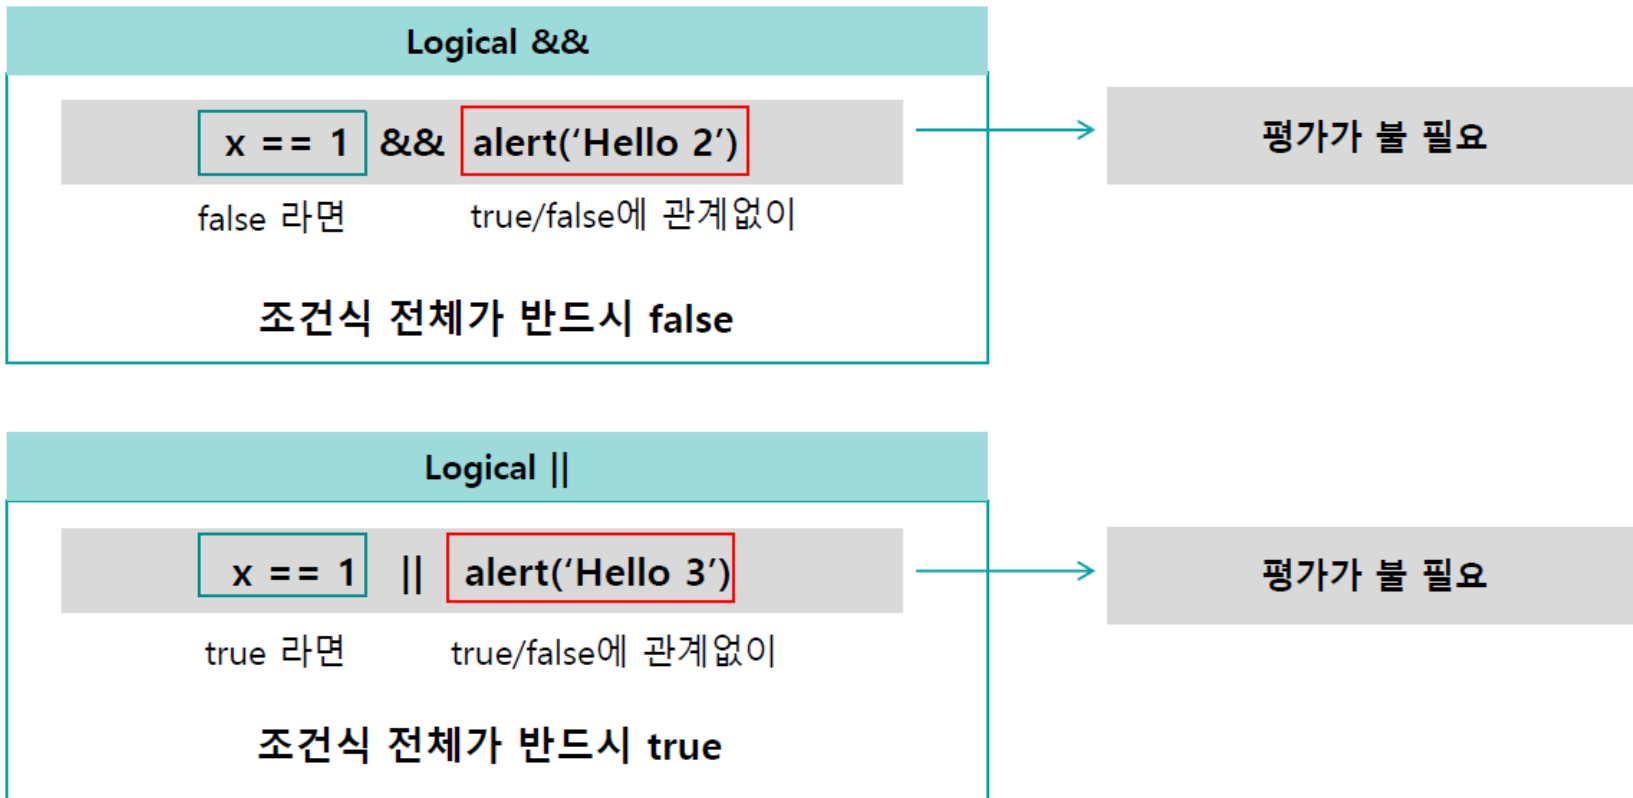 Logical &&
x == 1 && alert(‘Hello 2’)
평가가 불 필요
false 라면 true/false에 관계없이
조건식 전체가 반드시 false
Logical ||
x == 1 || alert(‘Hello 3’)
평가가 불 필요
true 라면 true/false에 관계없이
조건식 전체가 반드시 true